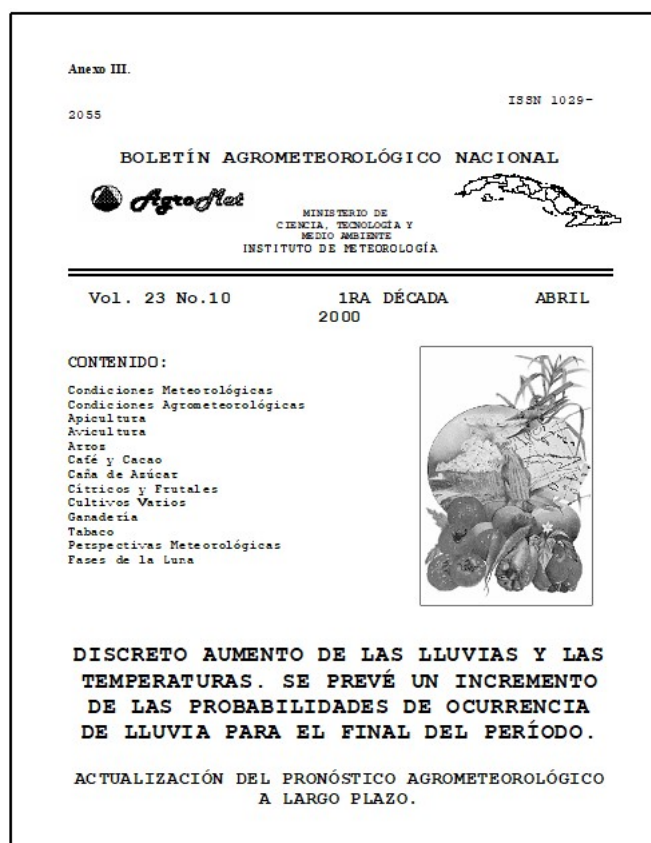 Anexo III.
ISSN 1029-
2055
BOLETÍN AGROMETEOROLÓGICO NACIONAL
AgroMet
MINISTERIO DE
CIENCIA, TECNOLOGÍA Y
MEDIO AMBIENTE
INSTITUTO DE METEOROLOGÍA
Vol. 23 No.10 1RA DÉCADA ABRIL
2000
CONTENIDO:
Condiciones Meteorológicas
Condiciones Agrometeorológicas
Apicultura
Avicultura
Arroz
Café y Cacao
Caña de Azúcar
Cítricos y Frutales
Cultivos Varios
Ganadería
Tabaco
Perspectivas Meteorológicas
Fases de la Luna
DISCRETO AUMENTO DE LAS LLUVIAS Y LAS
TEMPERATURAS. SE PREVÉ UN INCREMENTO
DE LAS PROBABILIDADES DE OCURRENCIA
DE LLUVIA PARA EL FINAL DEL PERÍODO.
ACTUALIZACIÓN DEL PRONÓSTICO AGROMETEOROLÓGICO
A LARGO PLAZO.